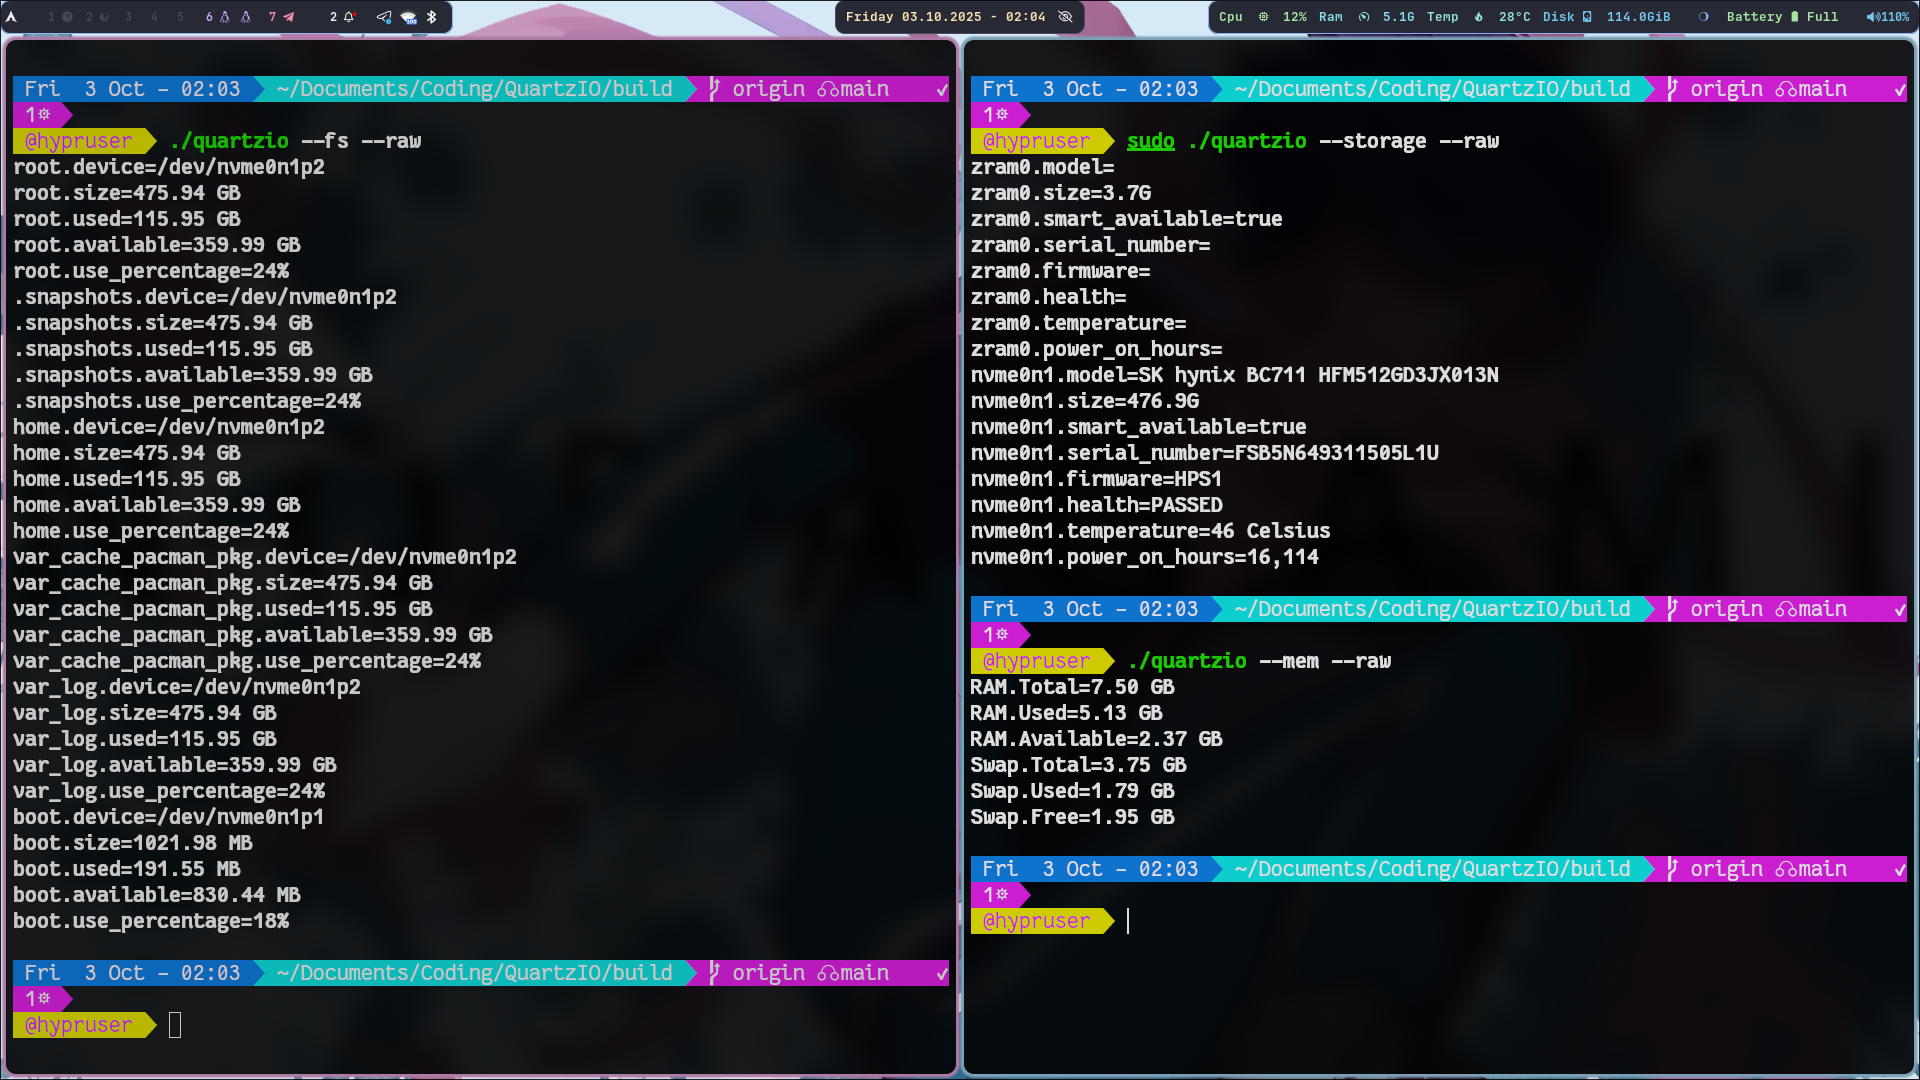 1 2 3 4 5 6 7 2
Friday 03.10.2025 - 02:04
Cpu 12% Ram 5.1G Temp 28°C Disk 114.0GiB Battery Full 110%
Fri 3 Oct - 02:03 ~/Documents/Coding/QuartzIO/build origin main ✓
1
@hypruser ./quartzio --fs --raw
root.device=/dev/nvme0n1p2
root.size=475.94 GB
root.used=115.95 GB
root.available=359.99 GB
root.use_percentage=24%
.snapshots.device=/dev/nvme0n1p2
.snapshots.size=475.94 GB
.snapshots.used=115.95 GB
.snapshots.available=359.99 GB
.snapshots.use_percentage=24%
home.device=/dev/nvme0n1p2
home.size=475.94 GB
home.used=115.95 GB
home.available=359.99 GB
home.use_percentage=24%
var_cache_pacman_pkg.device=/dev/nvme0n1p2
var_cache_pacman_pkg.size=475.94 GB
var_cache_pacman_pkg.used=115.95 GB
var_cache_pacman_pkg.available=359.99 GB
var_cache_pacman_pkg.use_percentage=24%
var_log.device=/dev/nvme0n1p2
var_log.size=475.94 GB
var_log.used=115.95 GB
var_log.available=359.99 GB
var_log.use_percentage=24%
boot.device=/dev/nvme0n1p1
boot.size=1021.98 MB
boot.used=191.55 MB
boot.available=830.44 MB
boot.use_percentage=18%
Fri 3 Oct - 02:03 ~/Documents/Coding/QuartzIO/build origin main ✓
1
@hypruser
Fri 3 Oct - 02:03 ~/Documents/Coding/QuartzIO/build origin main ✓
1
@hypruser sudo ./quartzio --storage --raw
zram0.model=
zram0.size=3.7G
zram0.smart_available=true
zram0.serial_number=
zram0.firmware=
zram0.health=
zram0.temperature=
zram0.power_on_hours=
nvme0n1.model=SK hynix BC711 HFM512GD3JX013N
nvme0n1.size=476.9G
nvme0n1.smart_available=true
nvme0n1.serial_number=FSB5N649311505L1U
nvme0n1.firmware=HPS1
nvme0n1.health=PASSED
nvme0n1.temperature=46 Celsius
nvme0n1.power_on_hours=16,114
Fri 3 Oct - 02:03 ~/Documents/Coding/QuartzIO/build origin main ✓
1
@hypruser ./quartzio --mem --raw
RAM.Total=7.50 GB
RAM.Used=5.13 GB
RAM.Available=2.37 GB
Swap.Total=3.75 GB
Swap.Used=1.79 GB
Swap.Free=1.95 GB
Fri 3 Oct - 02:03 ~/Documents/Coding/QuartzIO/build origin main ✓
1
@hypruser